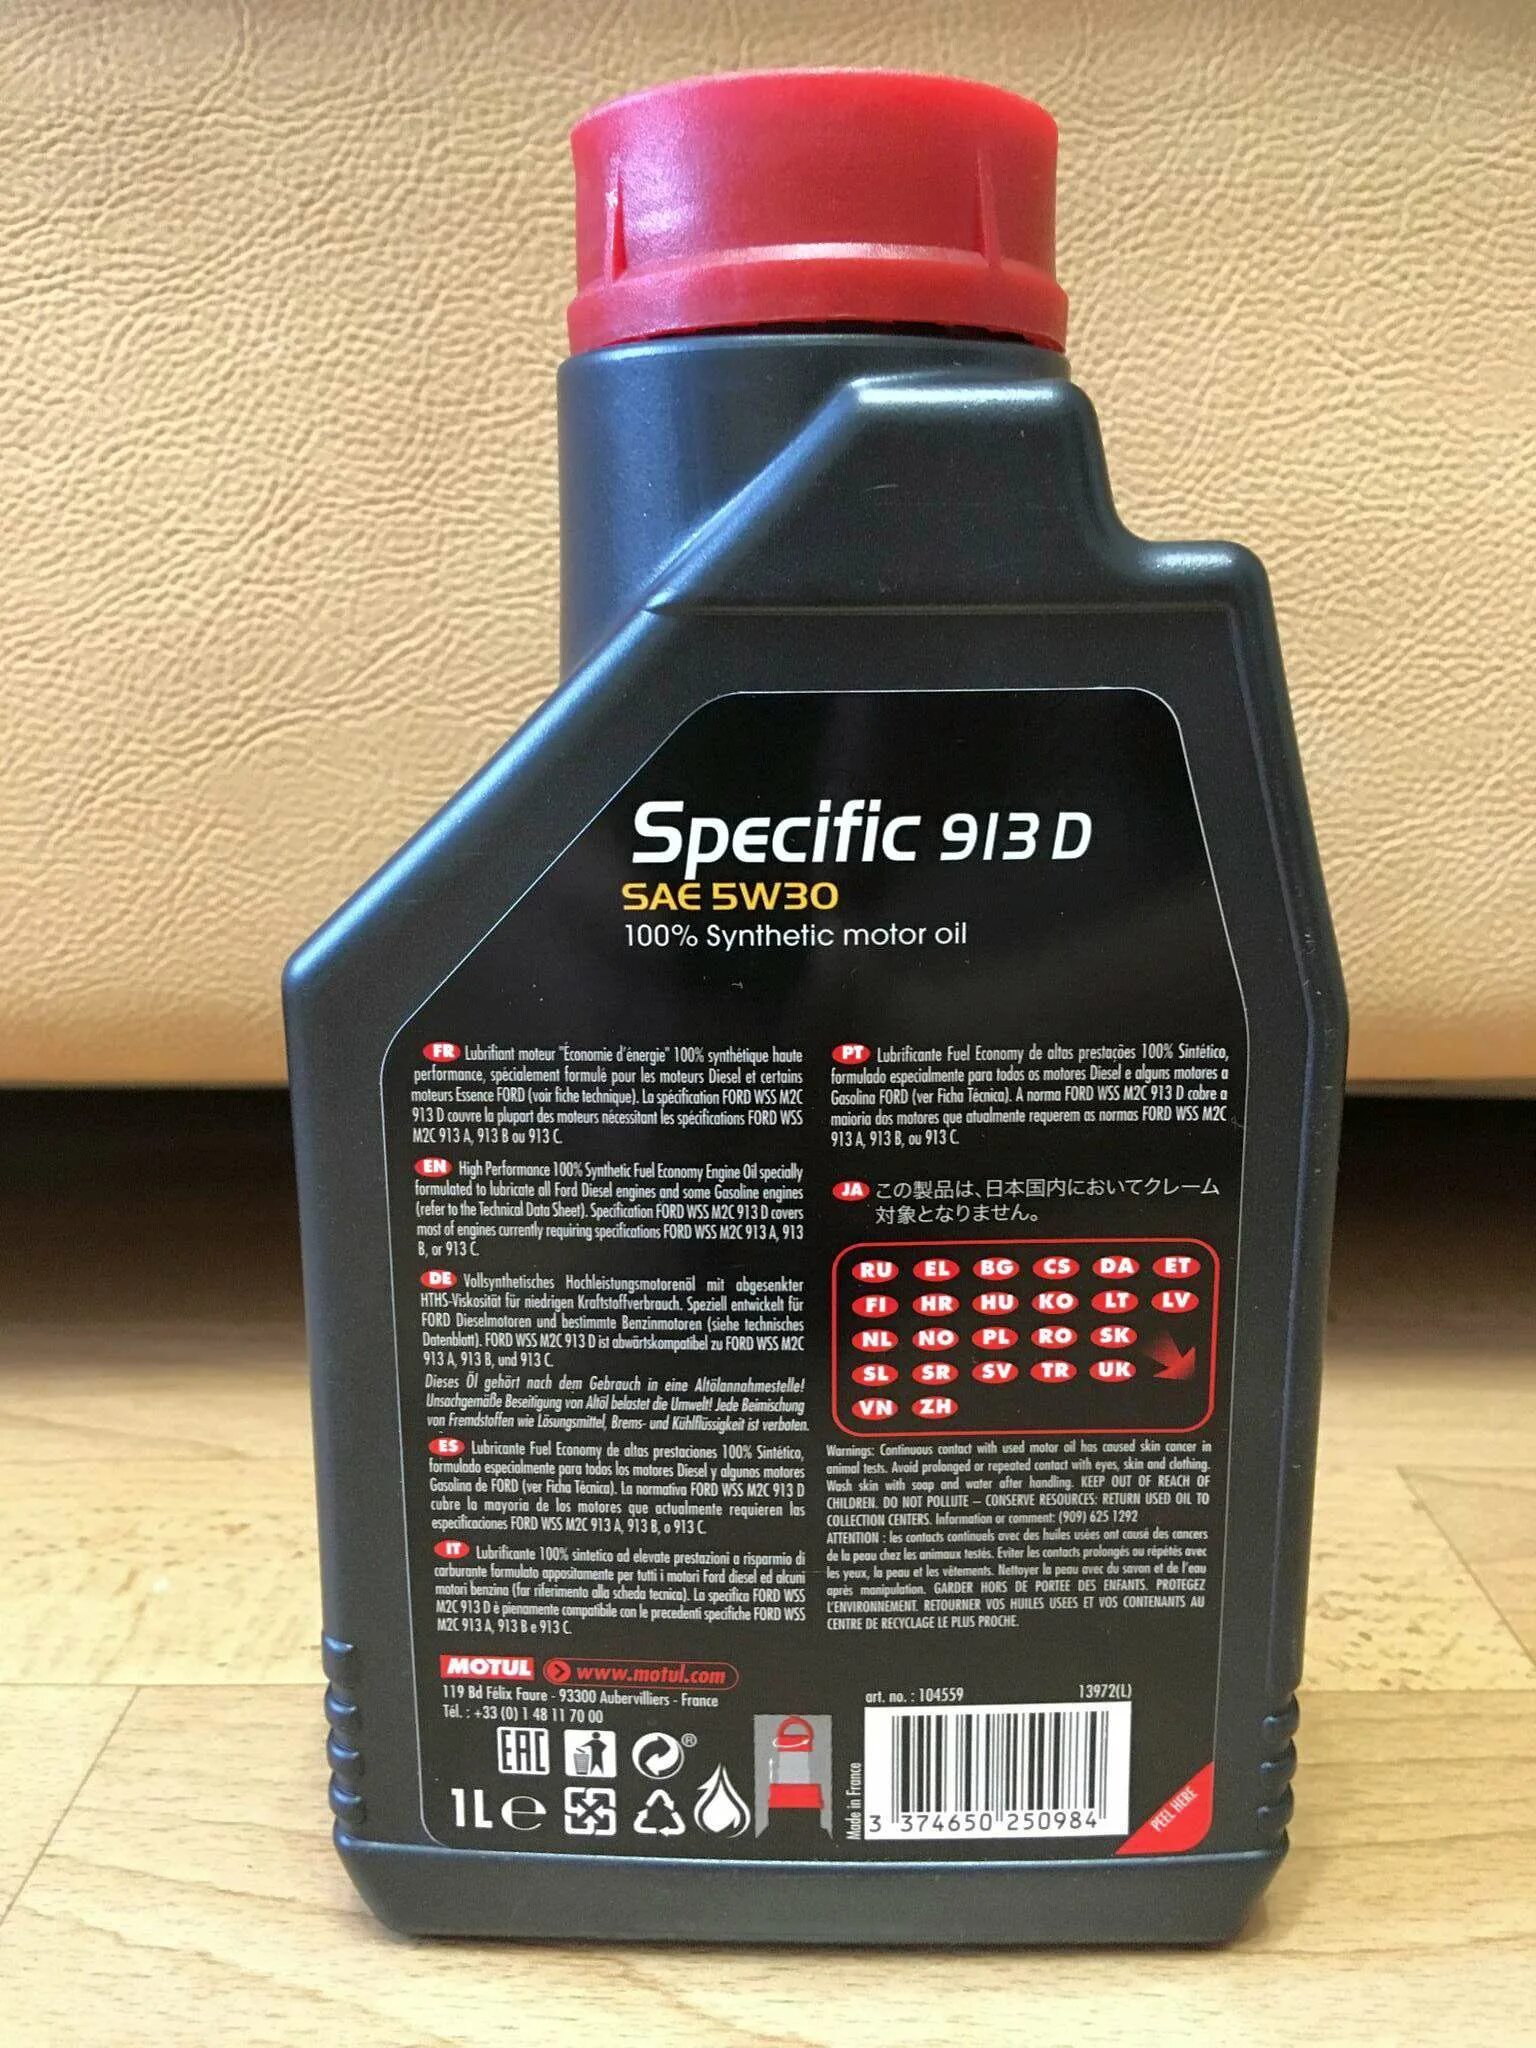 Specific 913 D
SAE 5W30
100% Synthetic motor oil
FR Lubrifiant moteur "Économie d'énergie" 100% synthétique haute
performance, spécialement formulé pour les moteurs Diesel et certains
moteurs Essence FORD (voir fiche technique). La spécification FORD WSS M2C
913 D couvre la plupart des moteurs nécessitant les spécifications FORD WSS
M2C 913 A, 913 B ou 913 C.
EN High Performance 100% Synthetic Fuel Economy Engine Oil specially
formulated to lubricate all Ford Diesel engines and some Gasoline engines
(refer to the Technical Data Sheet). Specification FORD WSS M2C 913 D covers
most of engines currently requiring specifications FORD WSS M2C 913 A, 913
B, or 913 C.
DE Vollsynthetisches Hochleistungsmotorenöl mit abgesenkter
HTHS-Viskosität für niedrigen Kraftstoffverbrauch. Speziell entwickelt für
FORD Dieselmotoren und bestimmte Benzinmotoren (siehe technisches
Datenblatt). FORD WSS M2C 913 D ist abwärtskompatibel zu FORD WSS M2C
913 A, 913 B, und 913 C.
Dieses Öl gehört nach dem Gebrauch in eine Altölannahmestelle!
Unsachgemäße Beseitigung von Altöl belastet die Umwelt! Jede Beimischung
von Fremdstoffen wie Lösungsmittel, Brems- und Kühlflüssigkeit ist verboten.
ES Lubricante Fuel Economy de altas prestaciones 100% Sintético,
formulado especialmente para todos los motores Diesel y algunos motores
Gasolina de FORD (ver Ficha Técnica). La normativa FORD WSS M2C 913 D
cubre la mayoría de los motores que actualmente requieren las
especificaciones FORD WSS M2C 913 A, 913 B, o 913 C.
IT Lubrificante 100% sintetico ad elevate prestazioni a risparmio di
carburante formulato appositamente per tutti i motori Ford diesel ed alcuni
motori benzina (far riferimento alla scheda tecnica). La specifica FORD WSS
M2C 913 D è pienamente compatibile con le precedenti specifiche FORD WSS
M2C 913 A, 913 B e 913 C.
PT Lubrificante Fuel Economy de altas prestações 100% Sintético,
formulado especialmente para todos os motores Diesel e alguns motores a
Gasolina FORD (ver Ficha Técnica). A norma FORD WSS M2C 913 D cobre a
maioria dos motores que atualmente requerem as normas FORD WSS M2C
913 A, 913 B, ou 913 C.
JA この製品は、日本国内においてクレーム
対象となりません。
RU EL BG CS DA ET
FI HR HU KO LT LV
NL NO PL RO SK
SL SR SV TR UK
VN ZH
Warnings: Continuous contact with used motor oil has caused skin cancer in
animal tests. Avoid prolonged or repeated contact with eyes, skin and clothing.
Wash skin with soap and water after handling. KEEP OUT OF REACH OF
CHILDREN. DO NOT POLLUTE – CONSERVE RESOURCES: RETURN USED OIL TO
COLLECTION CENTERS. Information or comment: (909) 625 1292
ATTENTION : les contacts continuels avec des huiles usées ont causé des cancers
de la peau chez les animaux testés. Eviter les contacts prolongés ou répétés avec
les yeux, la peau et les vêtements. Nettoyer la peau avec du savon et de l'eau
après manipulation. GARDER HORS DE PORTEE DES ENFANTS. PROTEGEZ
L'ENVIRONNEMENT. RETOURNER VOS HUILES USEES ET VOS CONTENANTS AU
CENTRE DE RECYCLAGE LE PLUS PROCHE.
MOTUL www.motul.com
119 Bd Félix Faure - 93300 Aubervilliers - France
Tél. : +33 (0) 1 48 11 70 00
EAC
1L e
art. no. : 104559 13972(L)
Made in France
3 374650 250984
PEEL HERE